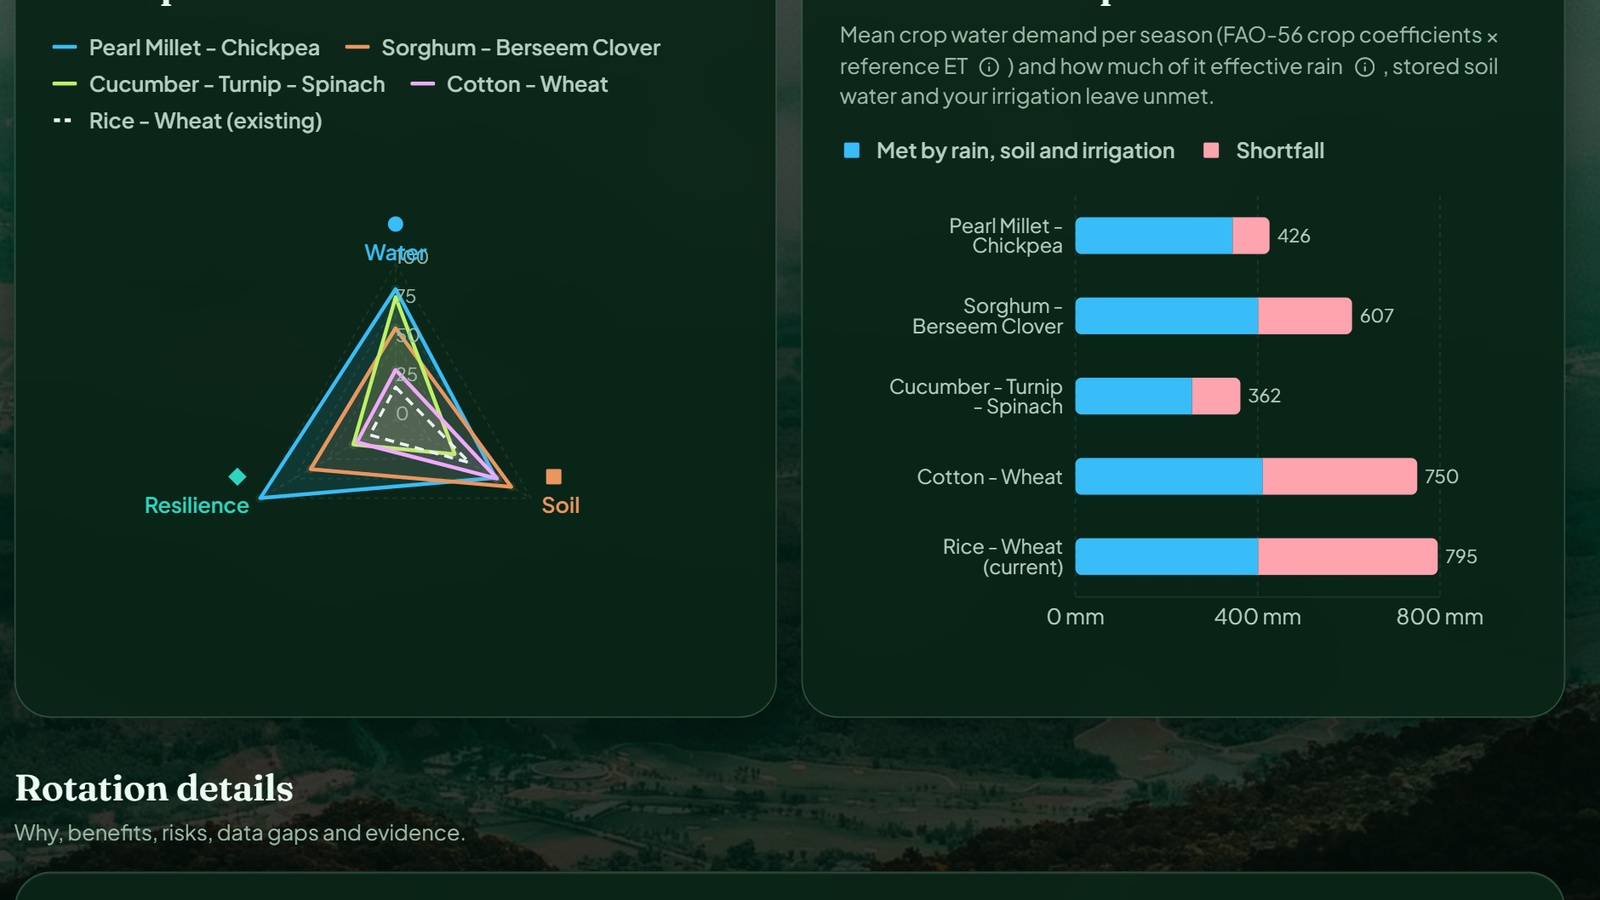 Pearl Millet – Chickpea
Sorghum – Berseem Clover
Cucumber – Turnip – Spinach
Cotton – Wheat
Rice – Wheat (existing)
Water
100
75
50
25
0
Resilience
Soil
Mean crop water demand per season (FAO-56 crop coefficients ×
reference ET ⓘ ) and how much of it effective rain ⓘ , stored soil
water and your irrigation leave unmet.
Met by rain, soil and irrigation
Shortfall
Pearl Millet –
Chickpea
426
Sorghum –
Berseem Clover
607
Cucumber – Turnip
– Spinach
362
Cotton – Wheat
750
Rice – Wheat
(current)
795
0 mm
400 mm
800 mm
Rotation details
Why, benefits, risks, data gaps and evidence.